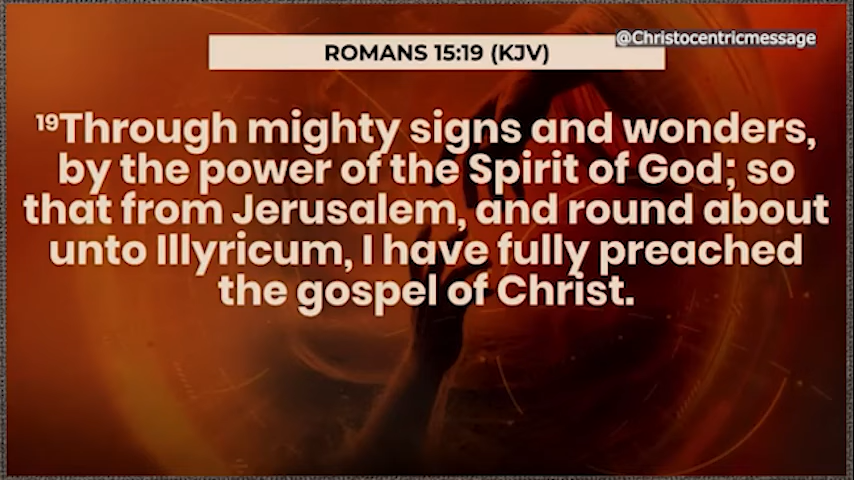 @Christocentricmessage
ROMANS 15:19 (KJV)
¹⁹Through mighty signs and wonders,
by the power of the Spirit of God; so
that from Jerusalem, and round about
unto Illyricum, I have fully preached
the gospel of Christ.